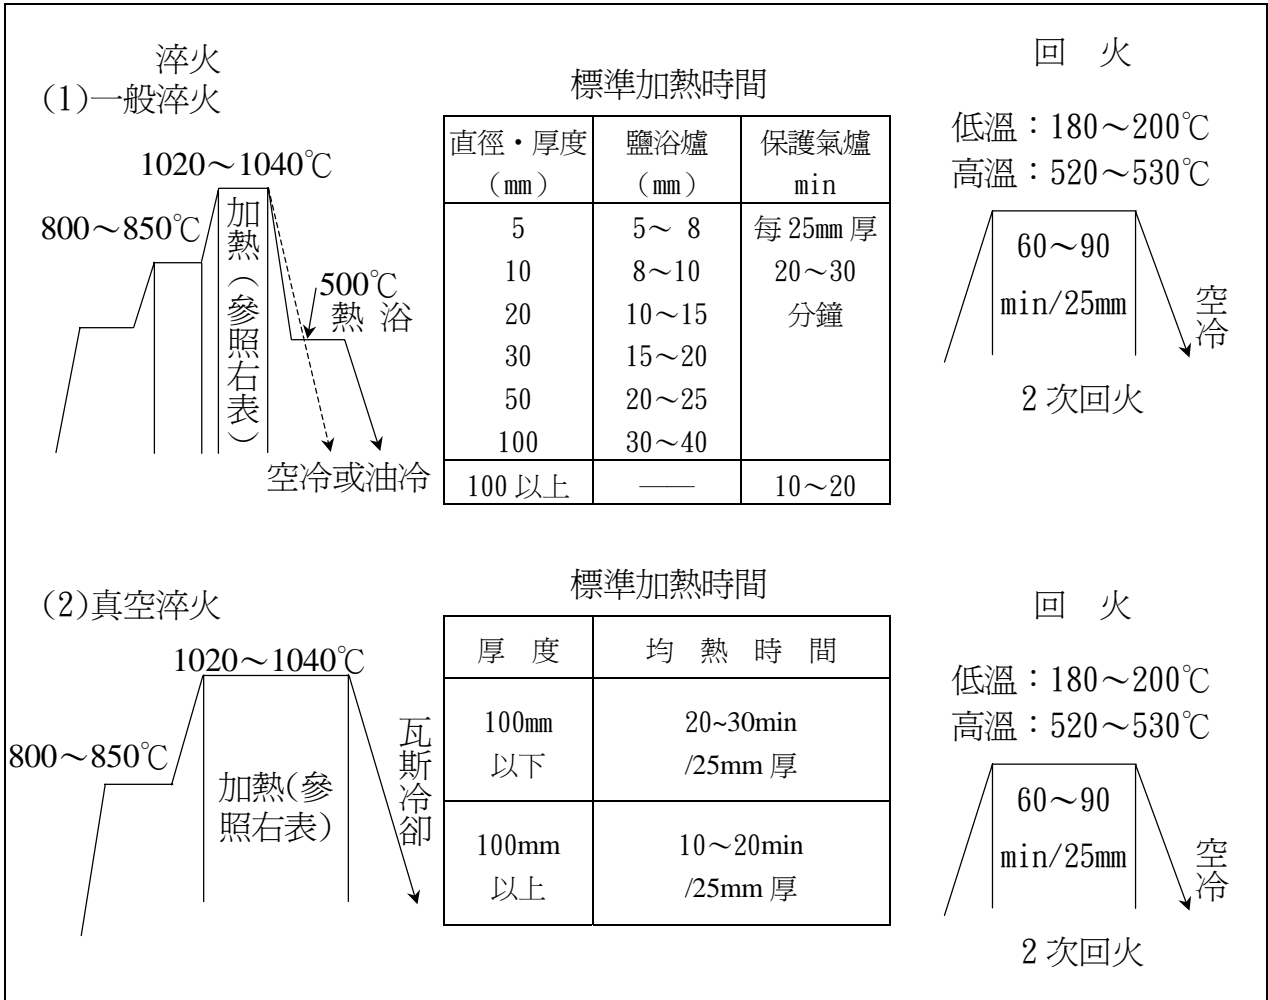 淬火
(1)一般淬火
1020～1040℃
800～850℃
加熱(參照右表)
500℃
熱 浴
空冷或油冷
標準加熱時間
直徑・厚度 鹽浴爐 保護氣爐
(mm) (mm) min
5 5～ 8 每 25mm 厚
10 8～10 20～30
20 10～15 分鐘
30 15～20
50 20～25
100 30～40
100 以上 —— 10～20
回 火
低溫：180～200℃
高溫：520～530℃
60～90
min/25mm
空冷
2 次回火
(2)真空淬火
1020～1040℃
800～850℃
加熱(參
照右表)
瓦斯冷卻
標準加熱時間
厚 度 均 熱 時 間
100mm 20~30min
以下 /25mm 厚
100mm 10～20min
以上 /25mm 厚
回 火
低溫：180～200℃
高溫：520～530℃
60～90
min/25mm
空冷
2 次回火